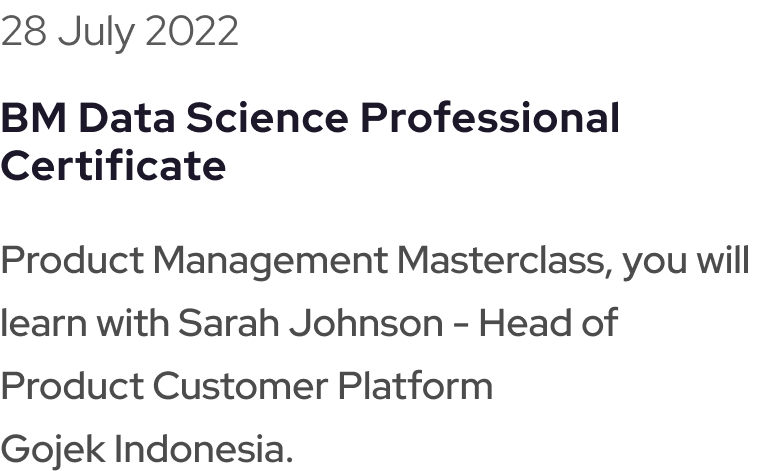 28 July 2022
BM Data Science Professional
Certificate
Product Management Masterclass, you will
learn with Sarah Johnson - Head of
Product Customer Platform
Gojek Indonesia.